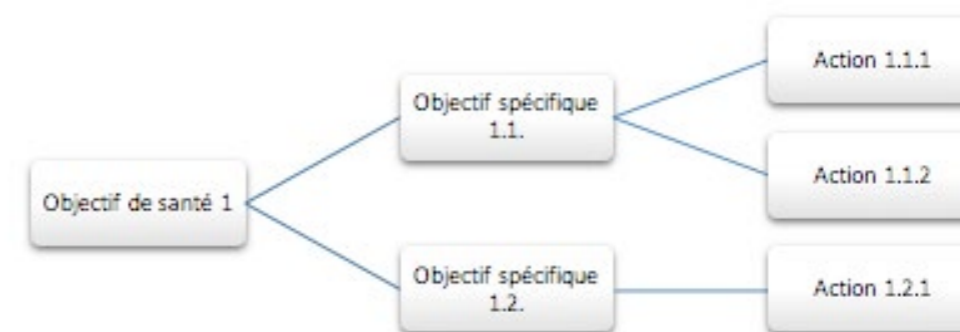 Objectif de santé 1
Objectif spécifique
1.1.
Objectif spécifique
1.2.
Action 1.1.1
Action 1.1.2
Action 1.2.1